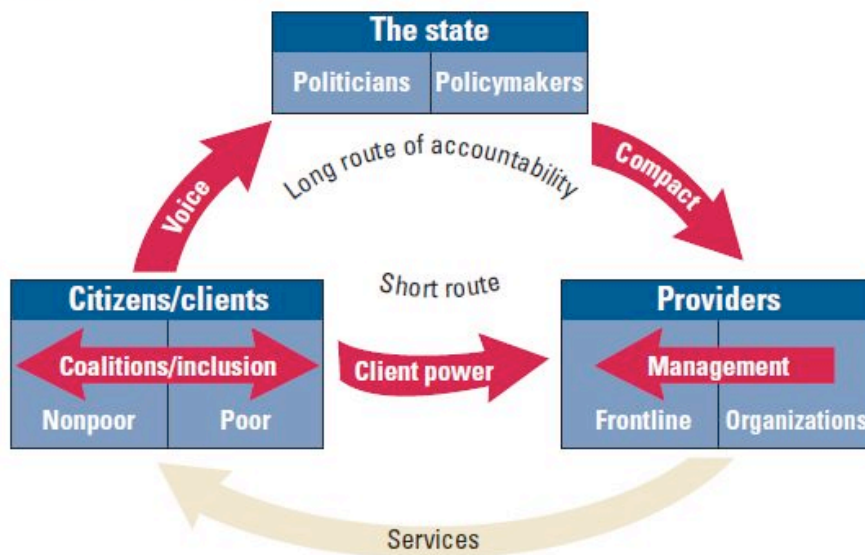 The state
Politicians
Policymakers
Long route of accountability
Voice
Compact
Short route
Citizens/clients
Coalitions/inclusion
Nonpoor
Poor
Client power
Providers
Management
Frontline
Organizations
Services